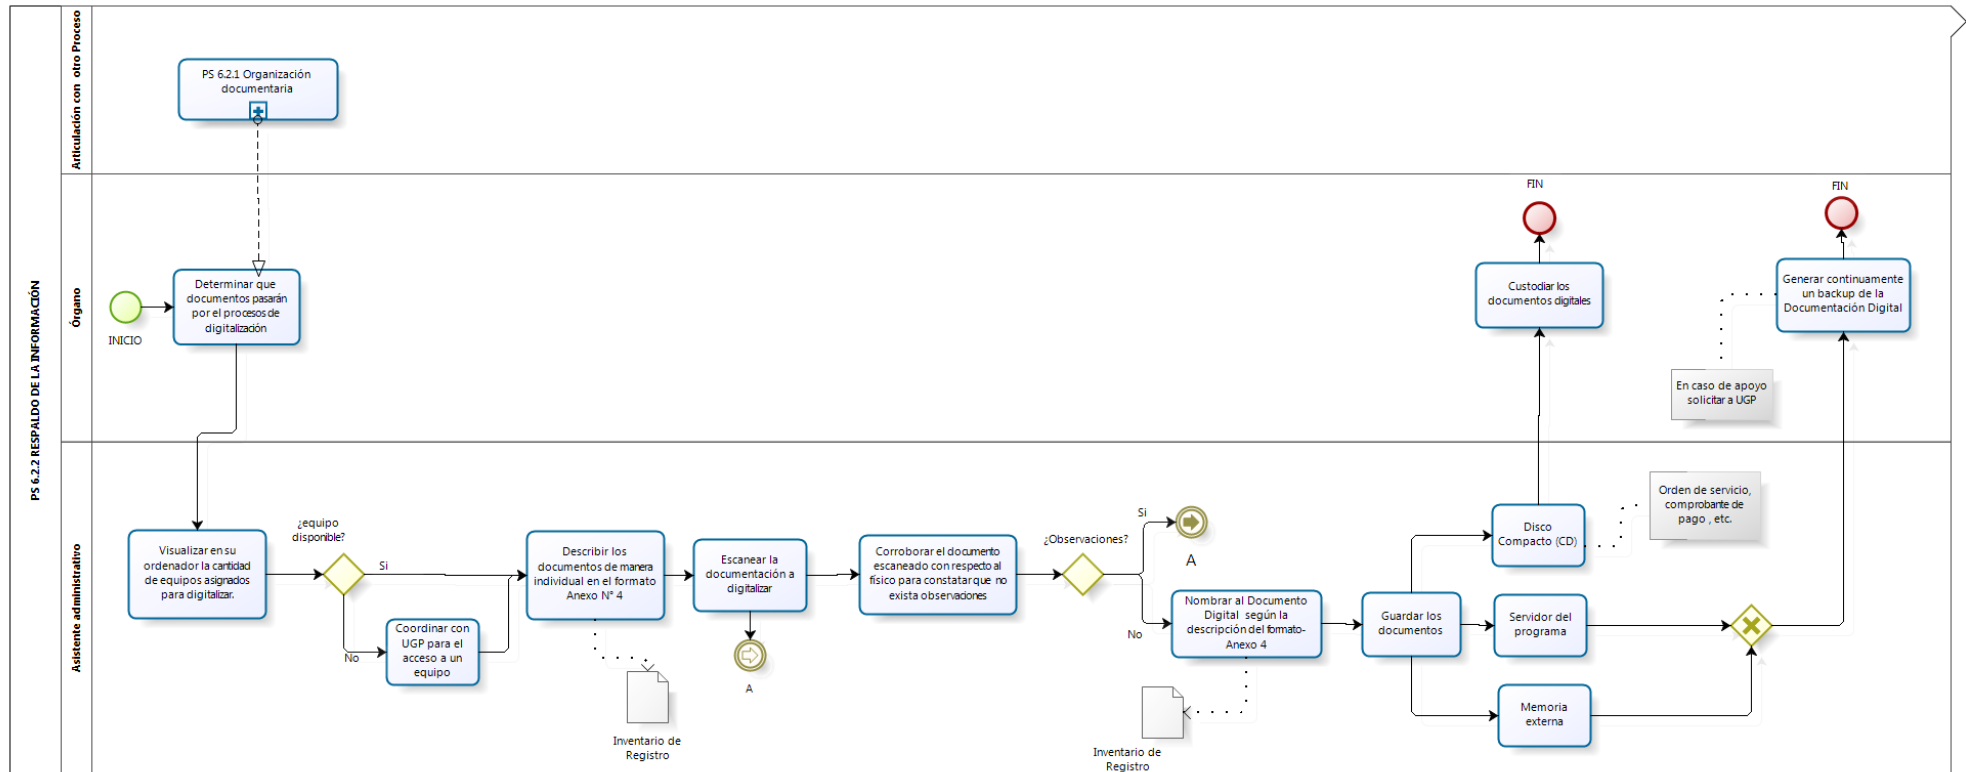 PS 6.2.2 RESPALDO DE LA INFORMACIÓN
Articulación con otro Proceso
PS 6.2.1 Organización
documentaria
Órgano
INICIO
Determinar que
documentos pasarán
por el procesos de
digitalización
FIN
Custodiar los
documentos digitales
FIN
Generar continuamente
un backup de la
Documentación Digital
En caso de apoyo
solicitar a UGP
Asistente administrativo
Visualizar en su
ordenador la cantidad
de equipos asignados
para digitalizar.
¿equipo
disponible?
Si
No
Coordinar con
UGP para el
acceso a un
equipo
Describir los
documentos de manera
individual en el formato
Anexo N° 4
Inventario de
Registro
Escanear la
documentación a
digitalizar
A
Corroborar el documento
escaneado con respecto al
físico para constatar que no
exista observaciones
¿Observaciones?
Si
A
No
Nombrar al Documento
Digital según la
descripción del formato-
Anexo 4
Inventario de
Registro
Guardar los
documentos
Disco
Compacto (CD)
Orden de servicio,
comprobante de
pago , etc.
Servidor del
programa
Memoria
externa